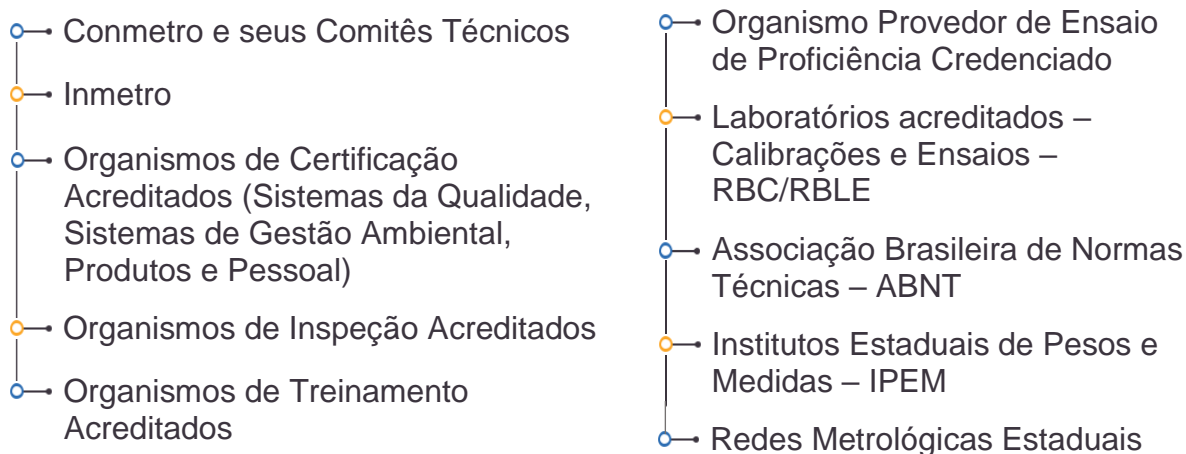 Conmetro e seus Comitês Técnicos
Inmetro
Organismos de Certificação
Acreditados (Sistemas da Qualidade,
Sistemas de Gestão Ambiental,
Produtos e Pessoal)
Organismos de Inspeção Acreditados
Organismos de Treinamento
Acreditados
Organismo Provedor de Ensaio
de Proficiência Credenciado
Laboratórios acreditados –
Calibrações e Ensaios –
RBC/RBLE
Associação Brasileira de Normas
Técnicas – ABNT
Institutos Estaduais de Pesos e
Medidas – IPEM
Redes Metrológicas Estaduais